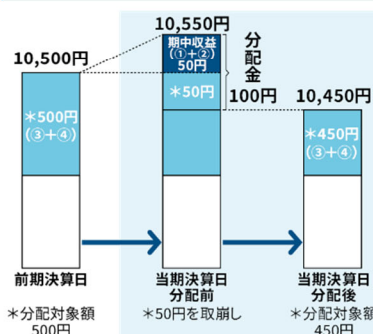 10,550円
期中収益
(①+②)
50円
分配金
10,500円
*50円
100円
10,450円
*500円
(③+④)
*450円
(③+④)
前期決算日
当期決算日
分配前
当期決算日
分配後
*分配対象額
500円
*50円を取崩し
*分配対象額
450円